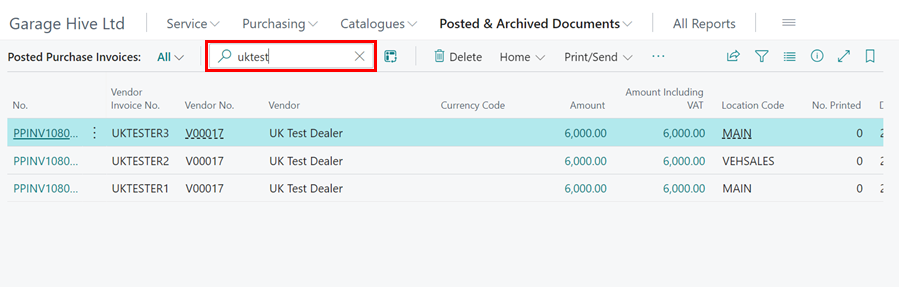 Garage Hive Ltd Service Purchasing Catalogues Posted & Archived Documents All Reports
Posted Purchase Invoices: All uktest Delete Home Print/Send ...
No. Vendor Invoice No. Vendor No. Vendor Currency Code Amount Amount Including VAT Location Code No. Printed D
PPINV1080... UKTESTER3 V00017 UK Test Dealer 6,000.00 6,000.00 MAIN 0 2
PPINV1080... UKTESTER2 V00017 UK Test Dealer 6,000.00 6,000.00 VEHSALES 0 2
PPINV1080... UKTESTER1 V00017 UK Test Dealer 6,000.00 6,000.00 MAIN 0 2